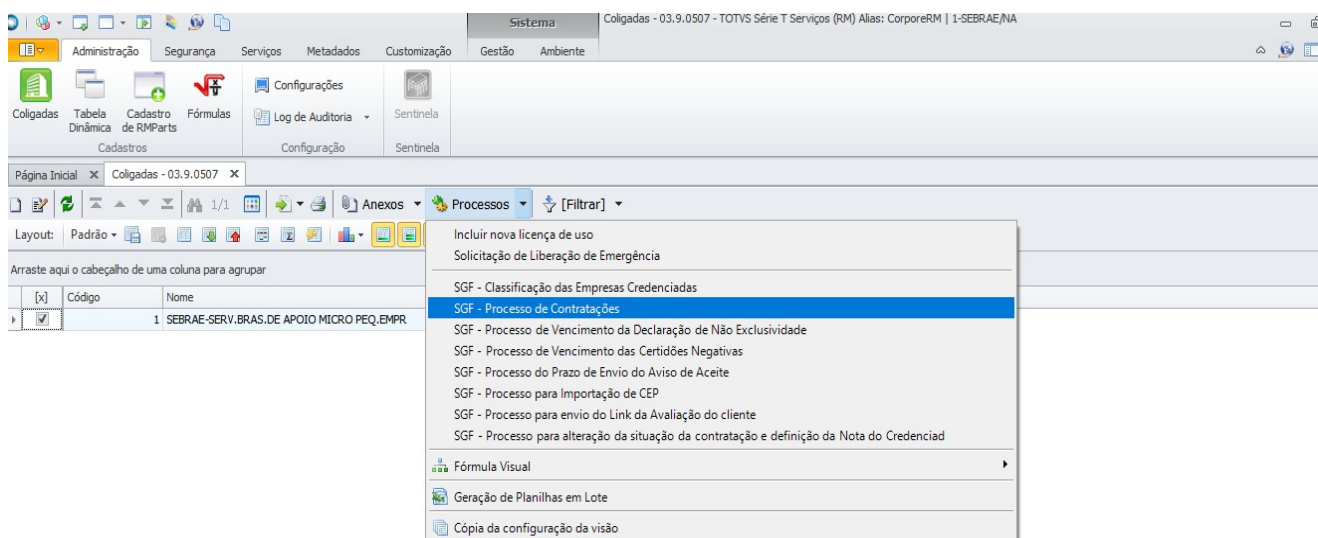 Sistema
Coligadas - 03.9.0507 - TOTVS Série T Serviços (RM) Alias: CorporeRM | 1-SEBRAE/NA
Administração Segurança Serviços Metadados Customização Gestão Ambiente
Configurações
Coligadas Tabela Dinâmica Cadastro de RMParts Fórmulas Log de Auditoria Sentinela
Cadastros Configuração Sentinela
Página Inicial X Coligadas - 03.9.0507 X
1/1 Anexos Processos [Filtrar]
Layout: Padrão
Arraste aqui o cabeçalho de uma coluna para agrupar
[x] Código Nome
1 SEBRAE-SERV.BRAS.DE APOIO MICRO PEQ.EMPR
Incluir nova licença de uso
Solicitação de Liberação de Emergência
SGF - Classificação das Empresas Credenciadas
SGF - Processo de Contratações
SGF - Processo de Vencimento da Declaração de Não Exclusividade
SGF - Processo de Vencimento das Certidões Negativas
SGF - Processo do Prazo de Envio do Aviso de Aceite
SGF - Processo para Importação de CEP
SGF - Processo para envio do Link da Avaliação do cliente
SGF - Processo para alteração da situação da contratação e definição da Nota do Credenciad
Fórmula Visual
Geração de Planilhas em Lote
Cópia da configuração da visão